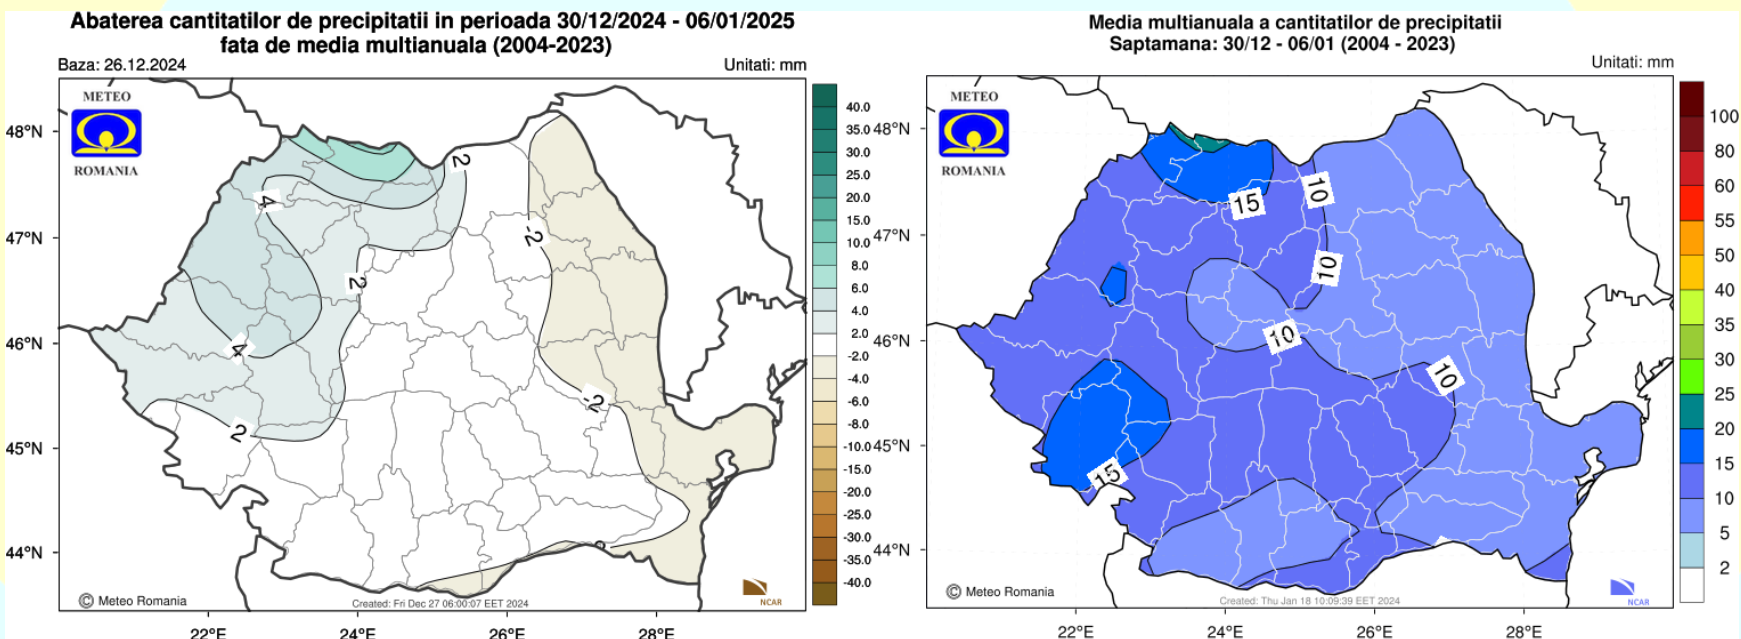 Abaterea cantitatilor de precipitatii in perioada 30/12/2024 - 06/01/2025
fata de media multianuala (2004-2023)
Baza: 26.12.2024
Unitati: mm
METEO
ROMANIA
48°N
47°N
46°N
45°N
44°N
22°E
24°E
26°E
28°E
2
4
-2
2
4
-2
2
40.0
35.0
30.0
25.0
20.0
15.0
10.0
8.0
6.0
4.0
2.0
-2.0
-4.0
-6.0
-8.0
-10.0
-15.0
-20.0
-25.0
-30.0
-35.0
-40.0
© Meteo Romania
Created: Fri Dec 27 06:00:07 EET 2024
NCAR
Media multianuala a cantitatilor de precipitatii
Saptamana: 30/12 - 06/01 (2004 - 2023)
Unitati: mm
METEO
ROMANIA
48°N
47°N
46°N
45°N
44°N
22°E
24°E
26°E
28°E
10
15
10
10
10
15
100
80
60
55
50
40
35
30
25
20
15
10
5
2
© Meteo Romania
Created: Thu Jan 18 10:09:39 EET 2024
NCAR